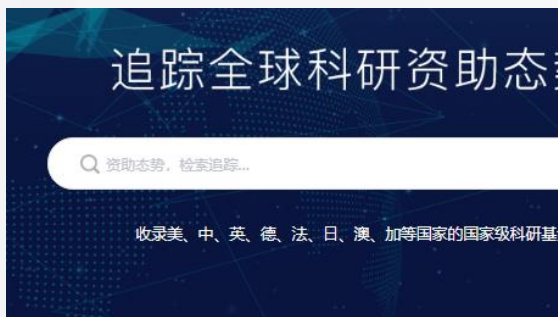 追踪全球科研资助态
资助态势，检索追踪...
收录美、中、英、德、法、日、澳、加等国家的国家级科研基